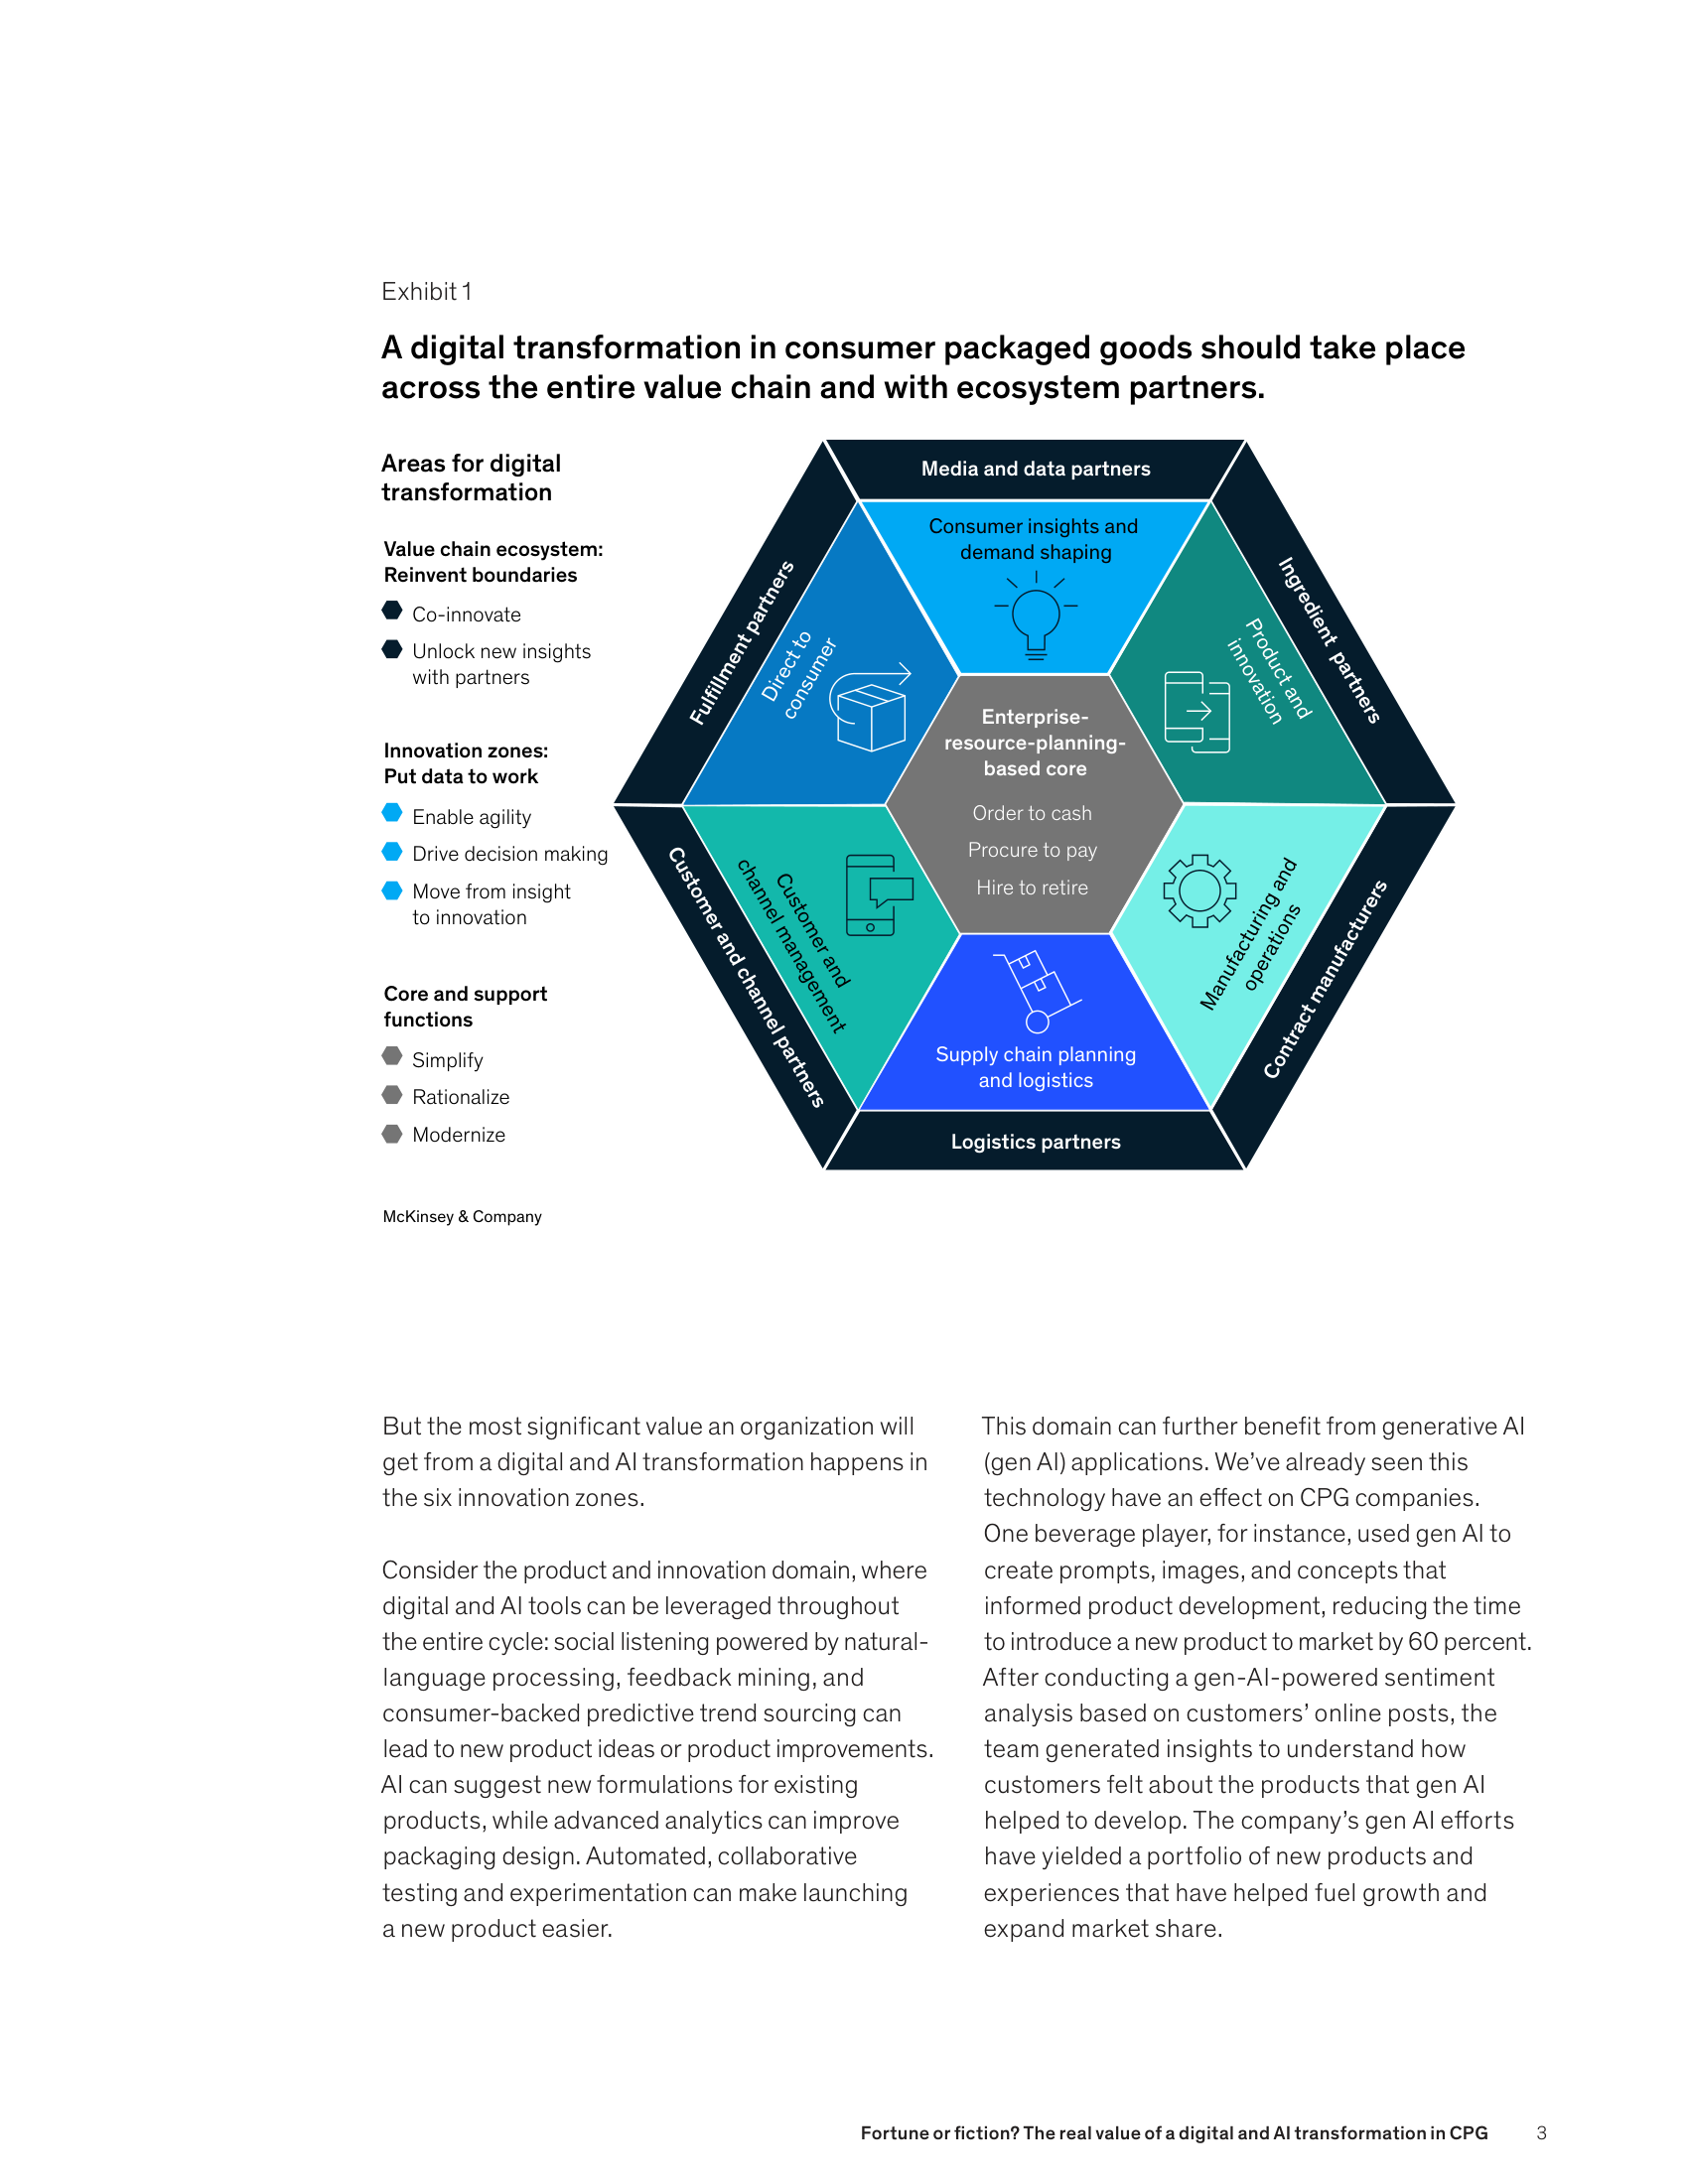 Exhibit 1
A digital transformation in consumer packaged goods should take place
across the entire value chain and with ecosystem partners.
Areas for digital
transformation
Value chain ecosystem:
Reinvent boundaries
Co-innovate
Unlock new insights
with partners
Innovation zones:
Put data to work
Enable agility
Drive decision making
Move from insight
to innovation
Core and support
functions
Simplify
Rationalize
Modernize
Media and data partners
Consumer insights and
demand shaping
Ingredient partners
Product and
innovation
Contract manufacturers
Manufacturing and
operations
Logistics partners
Supply chain planning
and logistics
Customer and channel partners
Customer and
channel management
Fulfillment partners
Direct to
consumer
Enterprise-
resource-planning-
based core
Order to cash
Procure to pay
Hire to retire
McKinsey & Company
But the most significant value an organization will
get from a digital and AI transformation happens in
the six innovation zones.
Consider the product and innovation domain, where
digital and AI tools can be leveraged throughout
the entire cycle: social listening powered by natural-
language processing, feedback mining, and
consumer-backed predictive trend sourcing can
lead to new product ideas or product improvements.
AI can suggest new formulations for existing
products, while advanced analytics can improve
packaging design. Automated, collaborative
testing and experimentation can make launching
a new product easier.
This domain can further benefit from generative AI
(gen AI) applications. We’ve already seen this
technology have an effect on CPG companies.
One beverage player, for instance, used gen AI to
create prompts, images, and concepts that
informed product development, reducing the time
to introduce a new product to market by 60 percent.
After conducting a gen-AI-powered sentiment
analysis based on customers’ online posts, the
team generated insights to understand how
customers felt about the products that gen AI
helped to develop. The company’s gen AI efforts
have yielded a portfolio of new products and
experiences that have helped fuel growth and
expand market share.
Fortune or fiction? The real value of a digital and AI transformation in CPG 3